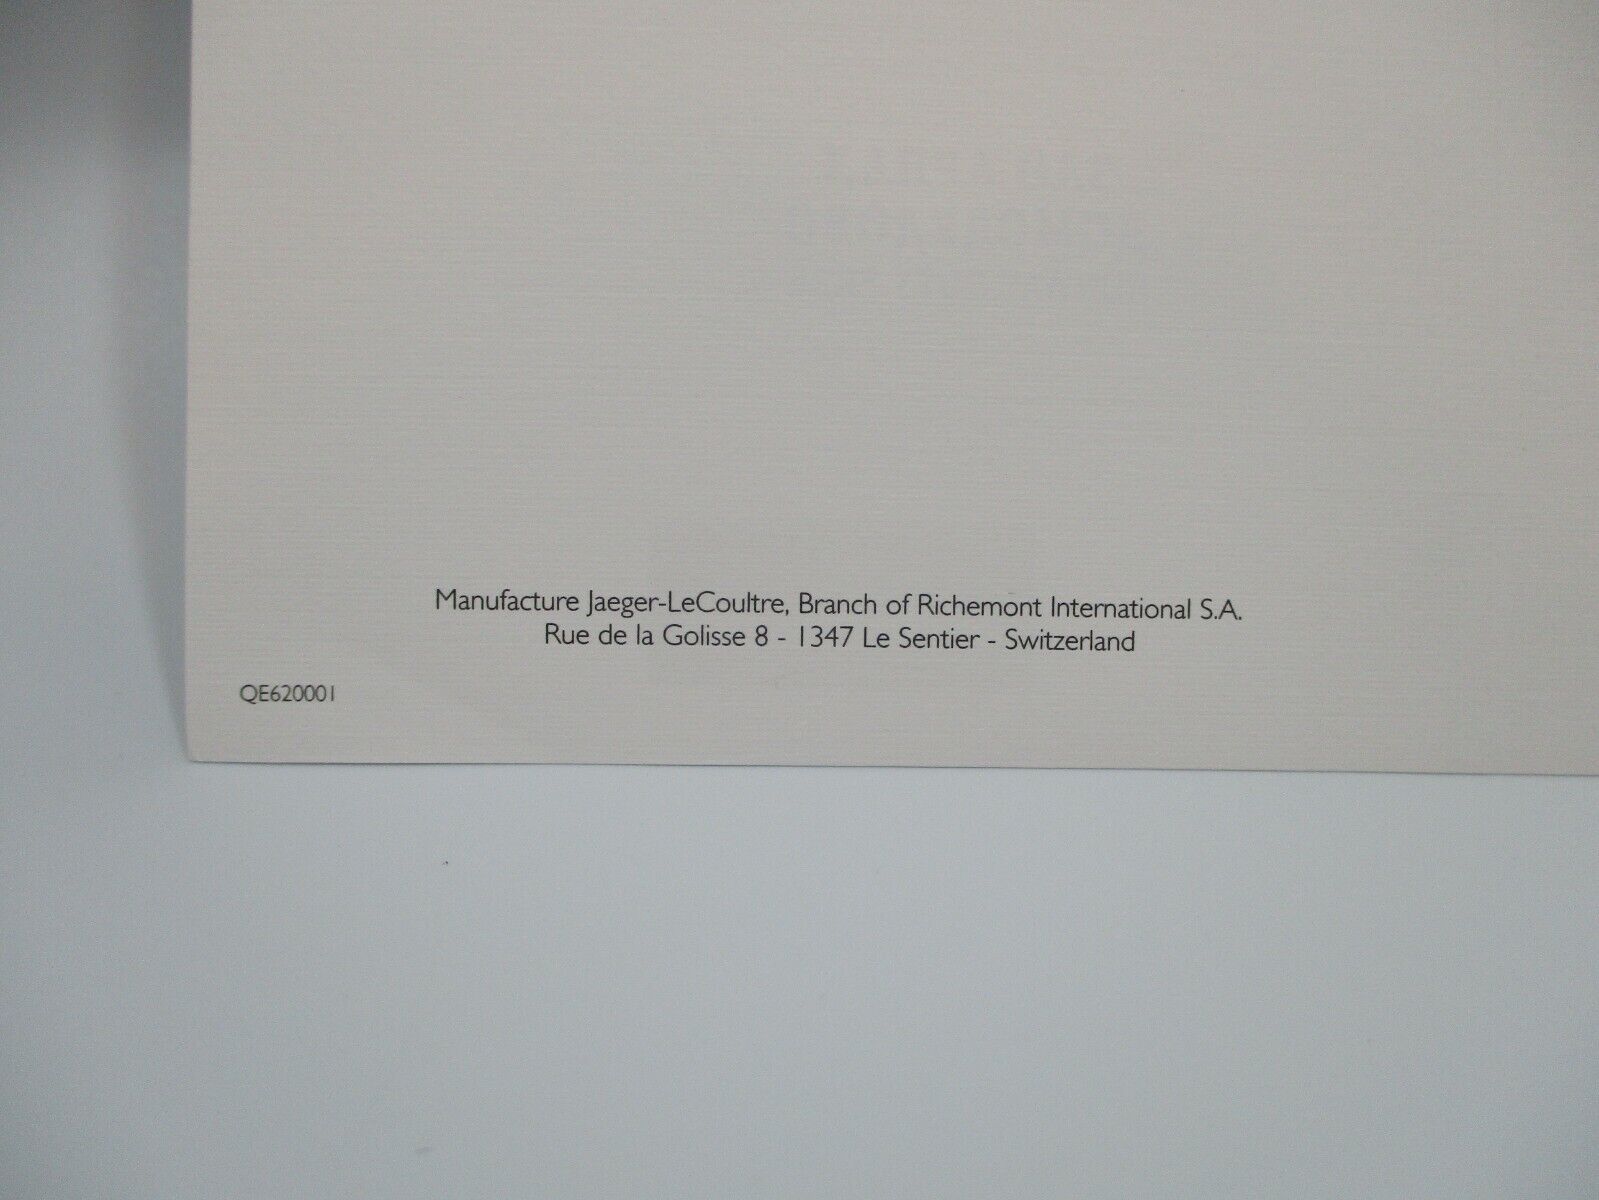 Manufacture Jaeger-LeCoultre, Branch of Richemont International S.A.
Rue de la Golisse 8 - 1347 Le Sentier - Switzerland
QE620001